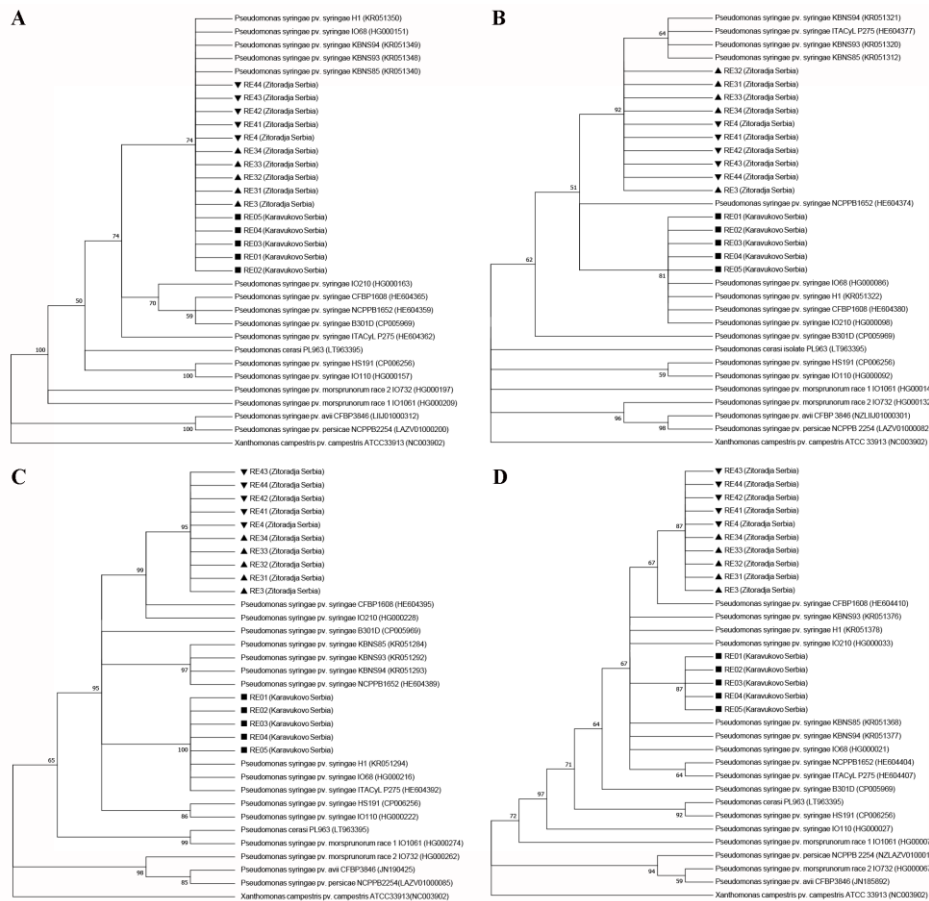 A
Pseudomonas syringae pv. syringae H1 (KR051350)
Pseudomonas syringae pv. syringae IO68 (HG000151)
Pseudomonas syringae pv. syringae KBNS94 (KR051349)
Pseudomonas syringae pv. syringae KBNS93 (KR051348)
Pseudomonas syringae pv. syringae KBNS85 (KR051340)
▼ RE44 (Zitoradja Serbia)
▼ RE43 (Zitoradja Serbia)
▼ RE42 (Zitoradja Serbia)
▼ RE41 (Zitoradja Serbia)
74
▼ RE4 (Zitoradja Serbia)
▲ RE34 (Zitoradja Serbia)
▲ RE33 (Zitoradja Serbia)
▲ RE32 (Zitoradja Serbia)
▲ RE31 (Zitoradja Serbia)
▲ RE3 (Zitoradja Serbia)
■ RE05 (Karavukovo Serbia)
■ RE04 (Karavukovo Serbia)
74
■ RE03 (Karavukovo Serbia)
■ RE01 (Karavukovo Serbia)
■ RE02 (Karavukovo Serbia)
Pseudomonas syringae pv. syringae IO210 (HG000163)
50
70
Pseudomonas syringae pv. syringae CFBP1608 (HE604365)
59
Pseudomonas syringae pv. syringae NCPPB1652 (HE604359)
Pseudomonas syringae pv. syringae B301D (CP005969)
Pseudomonas syringae pv. syringae ITACyL P275 (HE604362)
100
Pseudomonas cerasi PL963 (LT963395)
Pseudomonas syringae pv. syringae HS191 (CP006256)
100
Pseudomonas syringae pv. syringae IO110 (HG000157)
Pseudomonas syringae pv. morsprunorum race 2 IO732 (HG000197)
Pseudomonas syringae pv. morsprunorum race 1 IO1061 (HG000209)
Pseudomonas syringae pv. avii CFBP3846 (LIIJ01000312)
100
Pseudomonas syringae pv. persicae NCPPB2254 (LAZV01000200)
Xanthomonas campestris pv. campestris ATCC33913 (NC003902)
B
Pseudomonas syringae pv. syringae KBNS94 (KR051321)
64
Pseudomonas syringae pv. syringae ITACyL P275 (HE604377)
Pseudomonas syringae pv. syringae KBNS93 (KR051320)
Pseudomonas syringae pv. syringae KBNS85 (KR051312)
▲ RE32 (Zitoradja Serbia)
▲ RE31 (Zitoradja Serbia)
▲ RE33 (Zitoradja Serbia)
92
▲ RE34 (Zitoradja Serbia)
▼ RE4 (Zitoradja Serbia)
▼ RE41 (Zitoradja Serbia)
▼ RE42 (Zitoradja Serbia)
▼ RE43 (Zitoradja Serbia)
▼ RE44 (Zitoradja Serbia)
51
▲ RE3 (Zitoradja Serbia)
Pseudomonas syringae pv. syringae NCPPB1652 (HE604374)
■ RE01 (Karavukovo Serbia)
■ RE02 (Karavukovo Serbia)
■ RE03 (Karavukovo Serbia)
62
■ RE04 (Karavukovo Serbia)
■ RE05 (Karavukovo Serbia)
81
Pseudomonas syringae pv. syringae IO68 (HG000086)
Pseudomonas syringae pv. syringae H1 (KR051322)
Pseudomonas syringae pv. syringae CFBP1608 (HE604380)
Pseudomonas syringae pv. syringae IO210 (HG000098)
Pseudomonas syringae pv. syringae B301D (CP005969)
Pseudomonas cerasi isolate PL963 (LT963395)
Pseudomonas syringae pv. syringae HS191 (CP006256)
59
Pseudomonas syringae pv. syringae IO110 (HG000092)
Pseudomonas syringae pv. morsprunorum race 1 IO1061 (HG00014
Pseudomonas syringae pv. morsprunorum race 2 IO732 (HG000132
96
Pseudomonas syringae pv. avii CFBP 3846 (NZLIIJ01000301)
98
Pseudomonas syringae pv. persicae NCPPB 2254 (LAZV01000082
Xanthomonas campestris pv. campestris ATCC 33913 (NC003902)
C
▼ RE43 (Zitoradja Serbia)
▼ RE44 (Zitoradja Serbia)
▼ RE42 (Zitoradja Serbia)
▼ RE41 (Zitoradja Serbia)
95
▼ RE4 (Zitoradja Serbia)
▲ RE34 (Zitoradja Serbia)
▲ RE33 (Zitoradja Serbia)
99
▲ RE32 (Zitoradja Serbia)
▲ RE31 (Zitoradja Serbia)
▲ RE3 (Zitoradja Serbia)
Pseudomonas syringae pv. syringae CFBP1608 (HE604395)
Pseudomonas syringae pv. syringae IO210 (HG000228)
Pseudomonas syringae pv. syringae B301D (CP005969)
Pseudomonas syringae pv. syringae KBNS85 (KR051284)
Pseudomonas syringae pv. syringae KBNS93 (KR051292)
97
Pseudomonas syringae pv. syringae KBNS94 (KR051293)
Pseudomonas syringae pv. syringae NCPPB1652 (HE604389)
95
■ RE01 (Karavukovo Serbia)
■ RE02 (Karavukovo Serbia)
■ RE03 (Karavukovo Serbia)
■ RE04 (Karavukovo Serbia)
100
■ RE05 (Karavukovo Serbia)
65
Pseudomonas syringae pv. syringae H1 (KR051294)
Pseudomonas syringae pv. syringae IO68 (HG000216)
Pseudomonas syringae pv. syringae ITACyL P275 (HE604392)
Pseudomonas syringae pv. syringae HS191 (CP006256)
86
Pseudomonas syringae pv. syringae IO110 (HG000222)
Pseudomonas cerasi PL963 (LT963395)
99
Pseudomonas syringae pv. morsprunorum race 1 IO1061 (HG000274)
Pseudomonas syringae pv. morsprunorum race 2 IO732 (HG000262)
98
Pseudomonas syringae pv. avii CFBP3846 (JN190425)
85
Pseudomonas syringae pv. persicae NCPPB2254(LAZV01000085)
Xanthomonas campestris pv. campestris ATCC33913(NC003902)
D
▼ RE43 (Zitoradja Serbia)
▼ RE44 (Zitoradja Serbia)
▼ RE42 (Zitoradja Serbia)
▼ RE41 (Zitoradja Serbia)
87
▼ RE4 (Zitoradja Serbia)
▲ RE34 (Zitoradja Serbia)
▲ RE33 (Zitoradja Serbia)
67
▲ RE32 (Zitoradja Serbia)
▲ RE31 (Zitoradja Serbia)
▲ RE3 (Zitoradja Serbia)
Pseudomonas syringae pv. syringae CFBP1608 (HE604410)
Pseudomonas syringae pv. syringae KBNS93 (KR051376)
Pseudomonas syringae pv. syringae H1 (KR051378)
Pseudomonas syringae pv. syringae IO210 (HG000033)
■ RE01 (Karavukovo Serbia)
67
■ RE02 (Karavukovo Serbia)
■ RE03 (Karavukovo Serbia)
87
■ RE04 (Karavukovo Serbia)
■ RE05 (Karavukovo Serbia)
64
Pseudomonas syringae pv. syringae KBNS85 (KR051368)
Pseudomonas syringae pv. syringae KBNS94 (KR051377)
Pseudomonas syringae pv. syringae IO68 (HG000021)
71
Pseudomonas syringae pv. syringae NCPPB1652 (HE604404)
64
Pseudomonas syringae pv. syringae ITACyL P275 (HE604407)
Pseudomonas syringae pv. syringae B301D (CP005969)
97
Pseudomonas cerasi PL963 (LT963395)
92
Pseudomonas syringae pv. syringae HS191 (CP006256)
72
Pseudomonas syringae pv. syringae IO110 (HG000027)
Pseudomonas syringae pv. morsprunorum race 1 IO1061 (HG00007
Pseudomonas syringae pv. persicae NCPPB 2254 (NZLAZV010001
94
Pseudomonas syringae pv. morsprunorum race 2 IO732 (HG000067
59
Pseudomonas syringae pv. avii CFBP3846 (JN185892)
Xanthomonas campestris pv. campestris ATCC 33913 (NC003902)